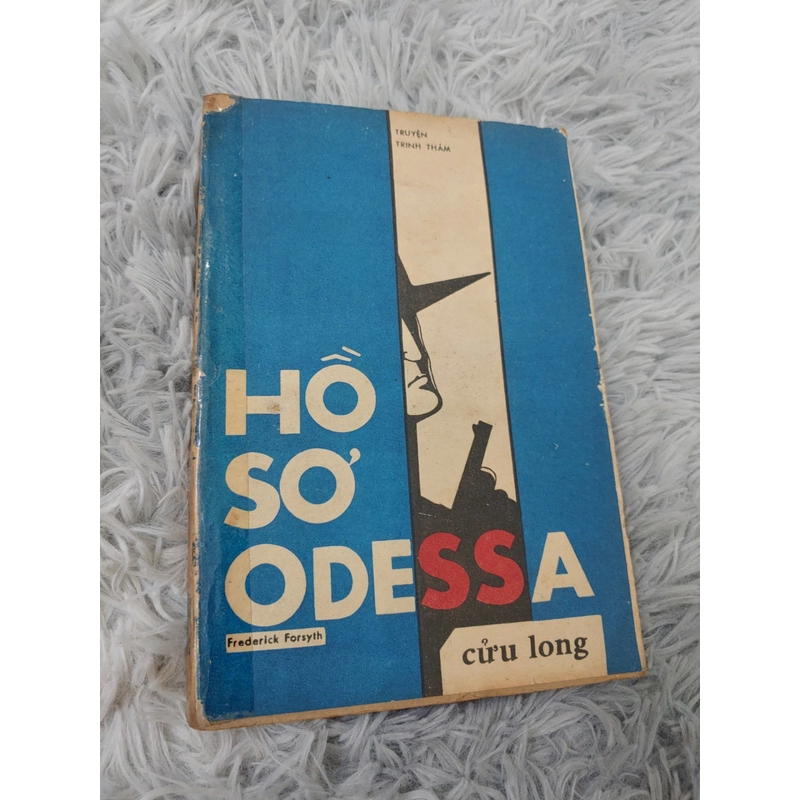 TRUYỆN
TRINH THÁM
HỒ
SƠ
ODESSA
Frederick Forsyth
cửu long